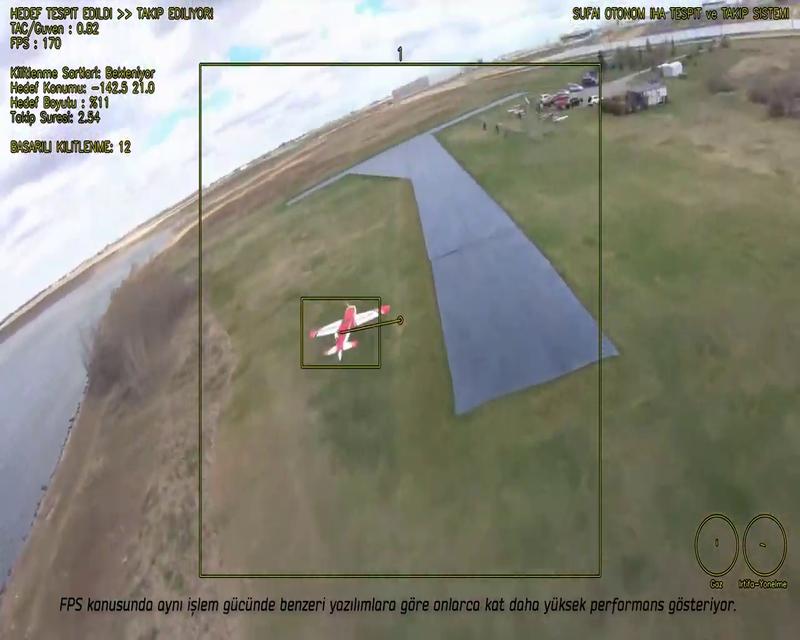 HEDEF TESPIT EDILDI >> TAKIP EDILIYOR!
SUFAI OTONOM IHA TESPIT ve TAKIP SISTEMI
TAC/Guven : 0.82
FPS : 170
Kilitlenme Sartlari: Bekleniyor
Hedef Konumu: -142.5 21.0
Hedef Boyutu : %11
Takip Suresi: 2.54
BASARILI KILITLENME: 12
1
Gaz
Irtifa-Yonelme
FPS konusunda aynı işlem gücünde benzeri yazılımlara göre onlarca kat daha yüksek performans gösteriyor.